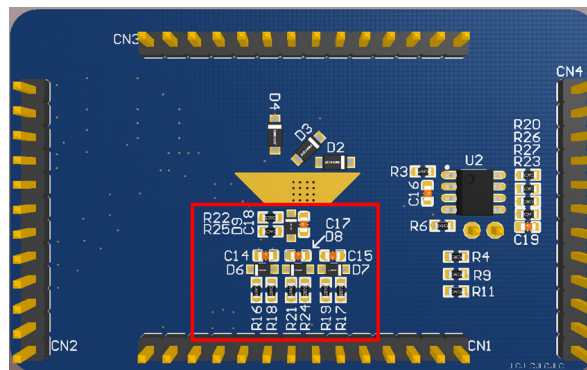 CN3
CN4
D4
D3
D2
R20
R26
R27
R23
U2
R3
C16
R22
R25
D9
C18
C17
D8
R6
C19
C14
C15
D6
D7
R4
R9
R11
R16
R18
R21
R24
R19
R17
CN2
CN1